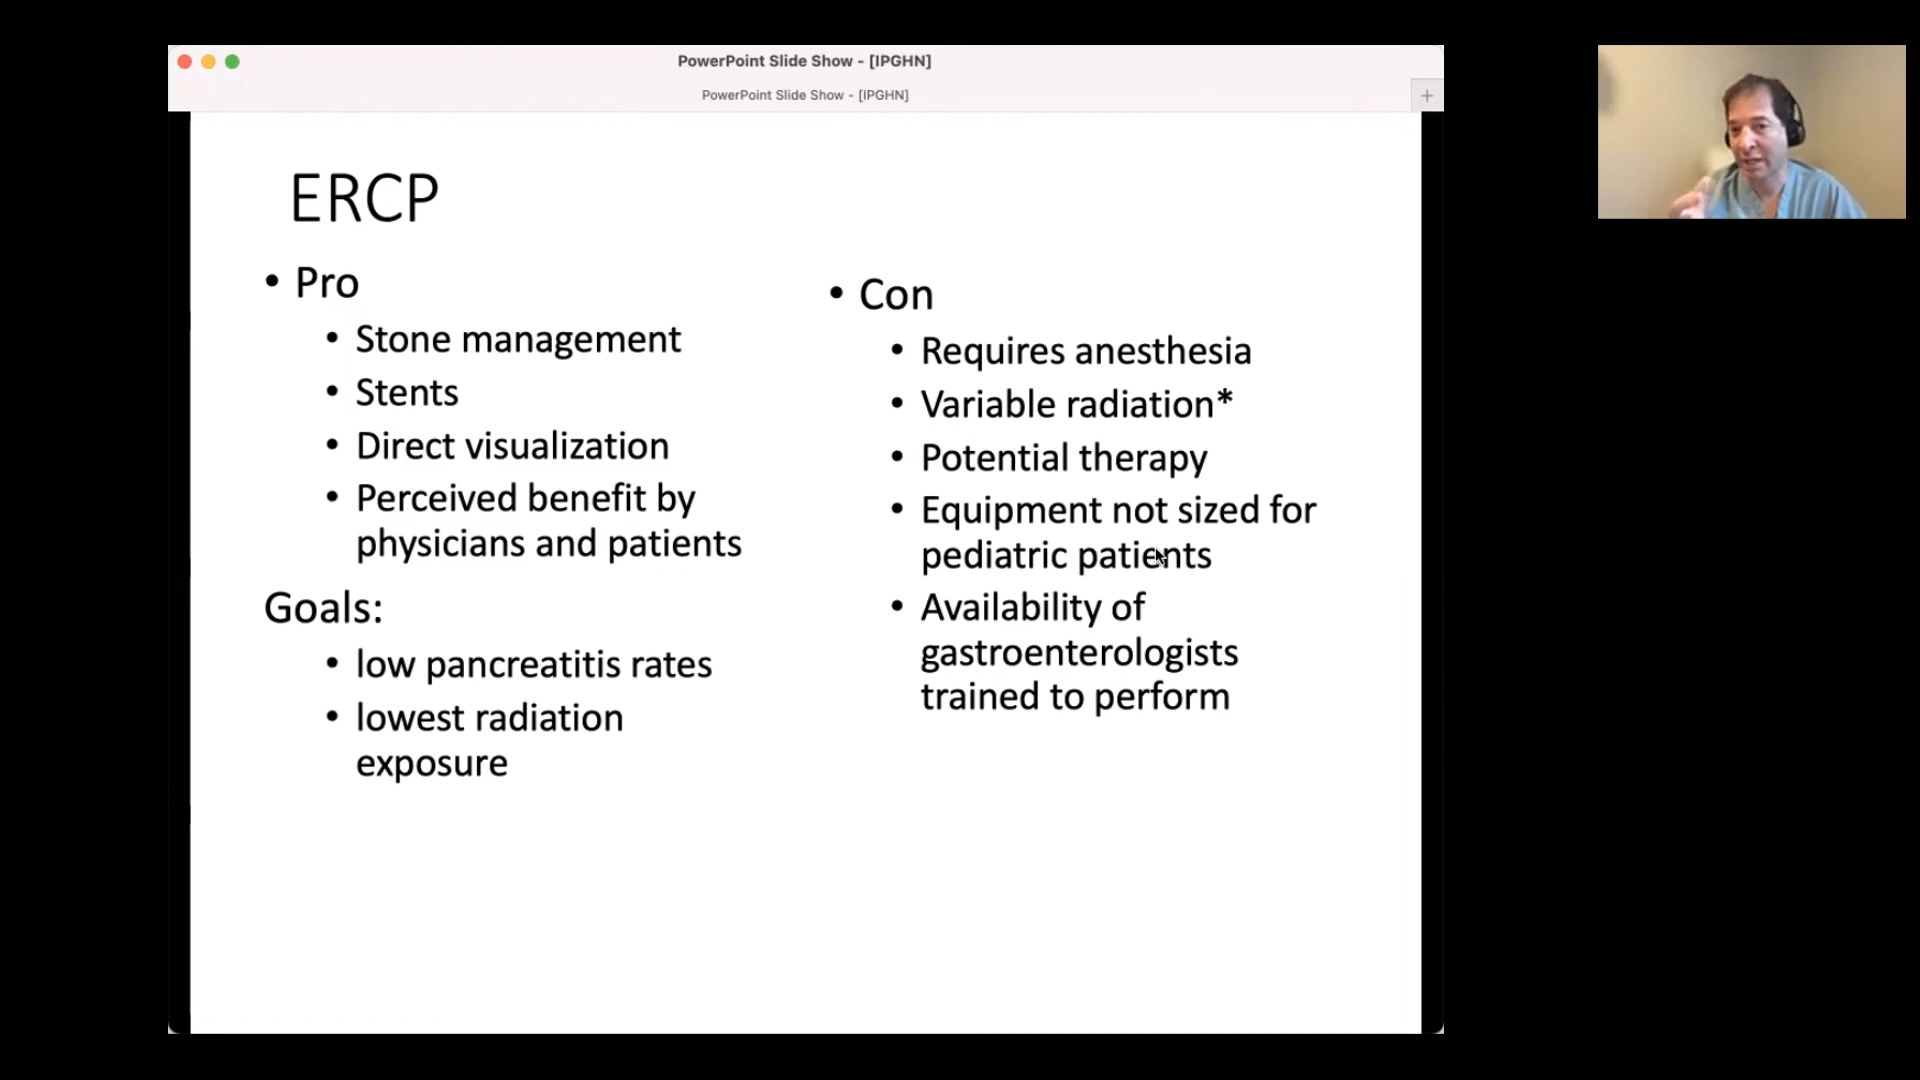 PowerPoint Slide Show - [IPGHN]
PowerPoint Slide Show - [IPGHN]
ERCP
• Pro
• Stone management
• Stents
• Direct visualization
• Perceived benefit by
physicians and patients
Goals:
• low pancreatitis rates
• lowest radiation
exposure
• Con
• Requires anesthesia
• Variable radiation*
• Potential therapy
• Equipment not sized for
pediatric patients
• Availability of
gastroenterologists
trained to perform